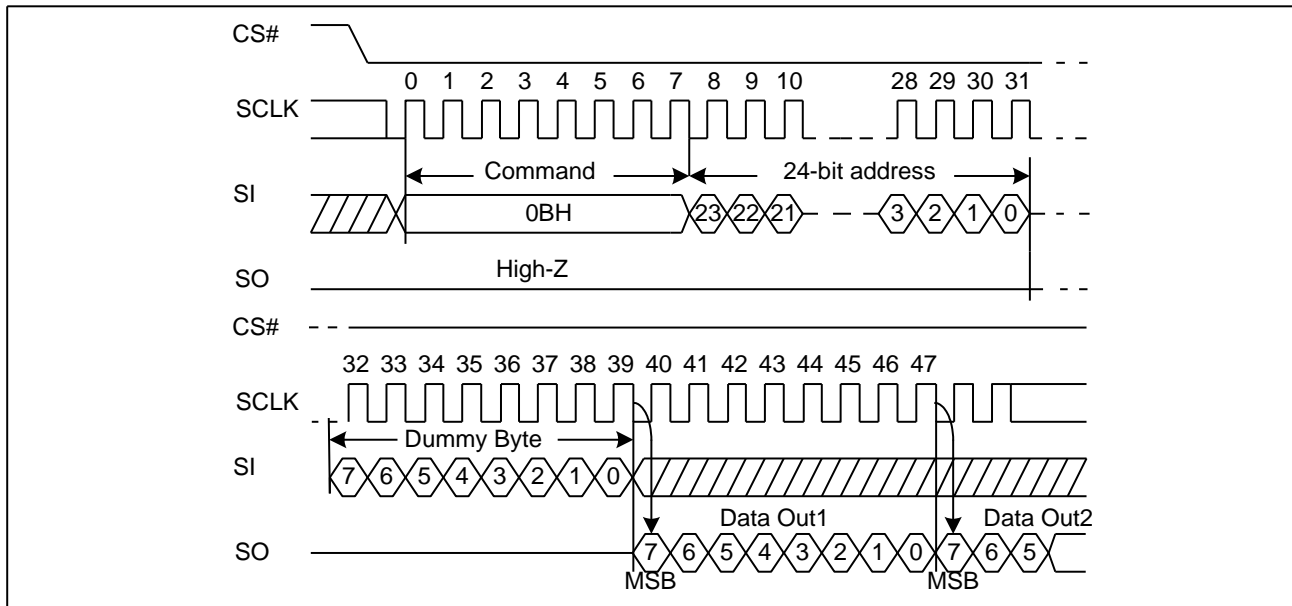 CS#
0 1 2 3 4 5 6 7 8 9 10 28 29 30 31
SCLK
Command 24-bit address
SI
0BH 23 22 21 3 2 1 0
High-Z
SO
CS#
32 33 34 35 36 37 38 39 40 41 42 43 44 45 46 47
SCLK
Dummy Byte
SI
7 6 5 4 3 2 1 0
Data Out1 Data Out2
SO
7 6 5 4 3 2 1 0 7 6 5
MSB MSB